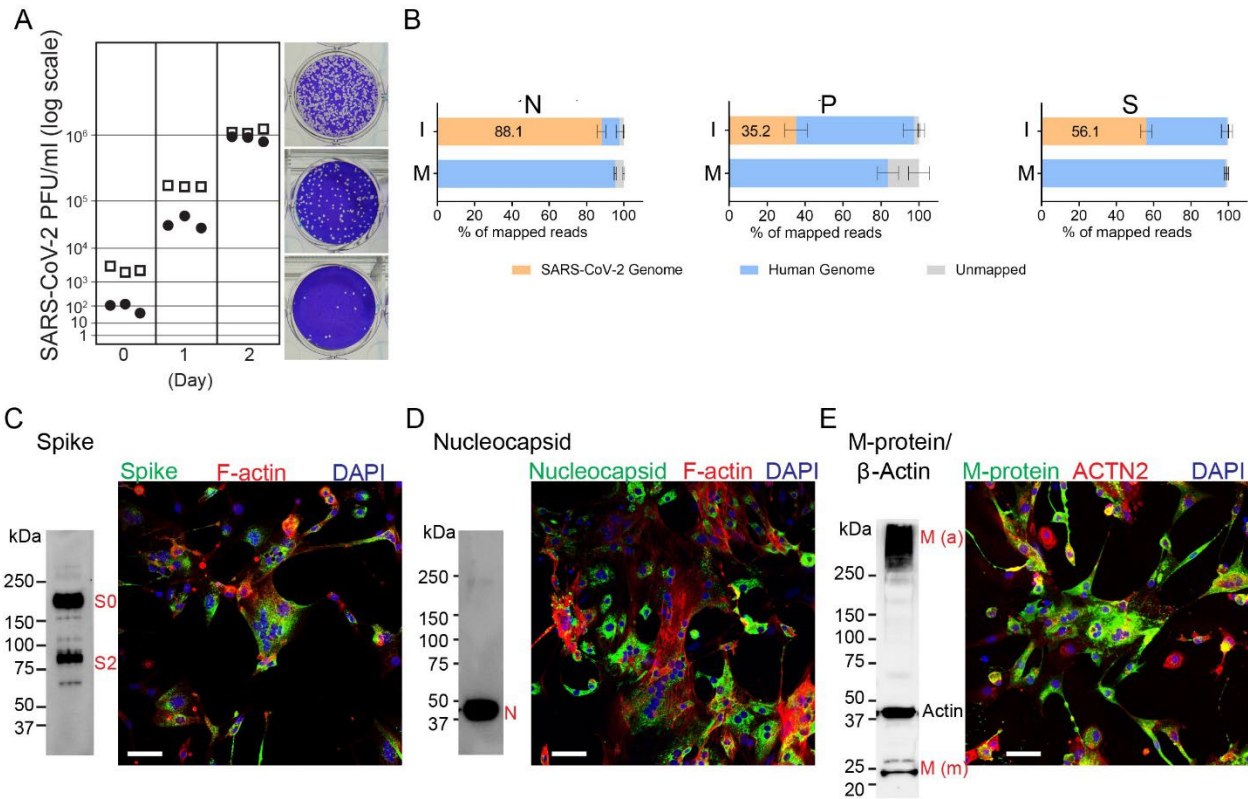 A
SARS-CoV-2 PFU/ml (log scale)
10⁶
10⁵
10⁴
10³
10²
10
1
0 1 2
(Day)
B
N
I 88.1
M
0 20 40 60 80 100
% of mapped reads
P
I 35.2
M
0 20 40 60 80 100
% of mapped reads
S
I 56.1
M
0 20 40 60 80 100
% of mapped reads
SARS-CoV-2 Genome Human Genome Unmapped
C
Spike
Spike F-actin DAPI
kDa
250
150
100
75
50
37
S0
S2
D
Nucleocapsid
Nucleocapsid F-actin DAPI
kDa
250
150
100
75
50
37
N
E
M-protein/
β-Actin
M-protein ACTN2 DAPI
kDa
250
150
100
75
50
37
25
20
M (a)
Actin
M (m)